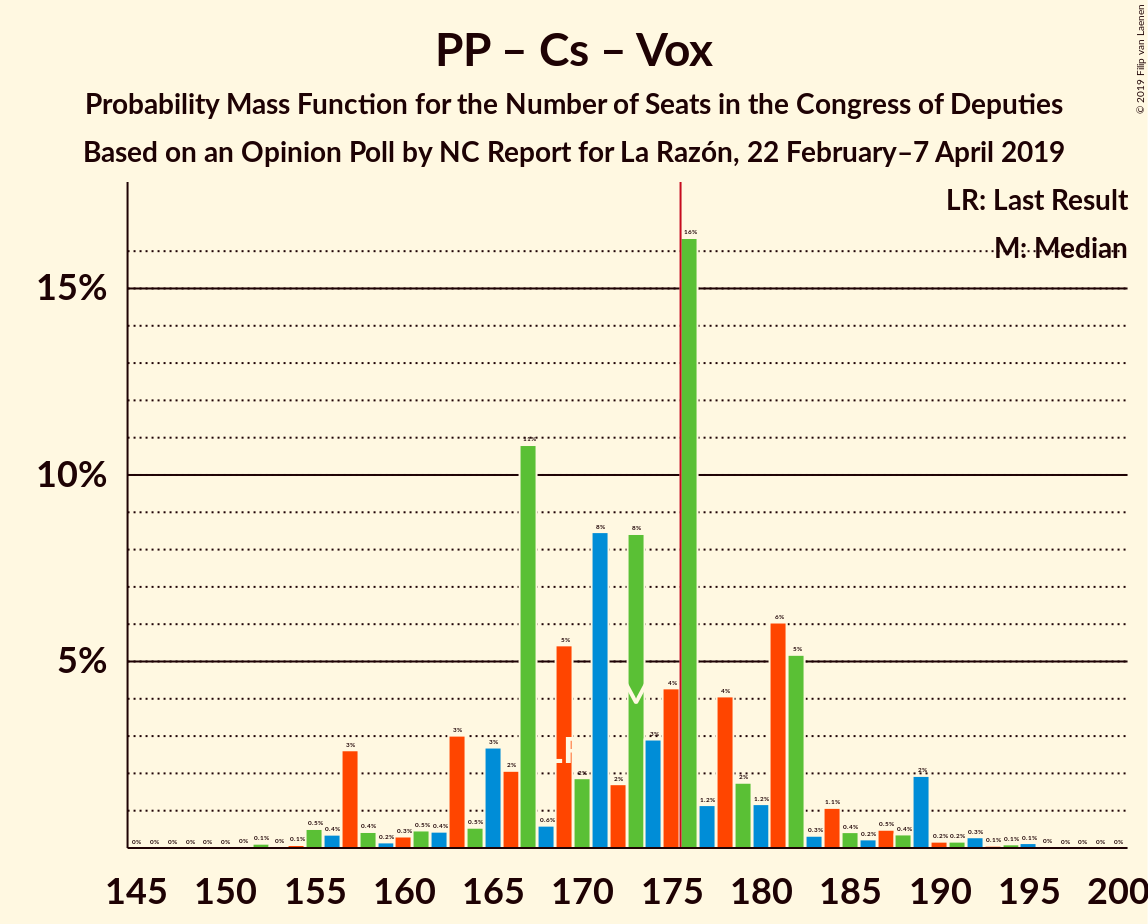 PP – Cs – Vox
Probability Mass Function for the Number of Seats in the Congress of Deputies
Based on an Opinion Poll by NC Report for La Razón, 22 February–7 April 2019
© 2019 Filip van Laenen
LR: Last Result
M: Median
15%
10%
5%
0% 0% 0% 0% 0% 0% 0% 0.1% 0% 0.1% 0.5% 0.4% 3% 0.4% 0.2% 0.3% 0.5% 0.4% 3% 0.5% 3% 2% 11% 0.6% 5% 2% 8% 2% 8% 3% 4% 16% 1.2% 4% 2% 1.2% 6% 5% 0.3% 1.1% 0.4% 0.2% 0.5% 0.4% 2% 0.2% 0.2% 0.3% 0.1% 0.1% 0.1% 0% 0% 0% 0% 0%
LR
145 150 155 160 165 170 175 180 185 190 195 200